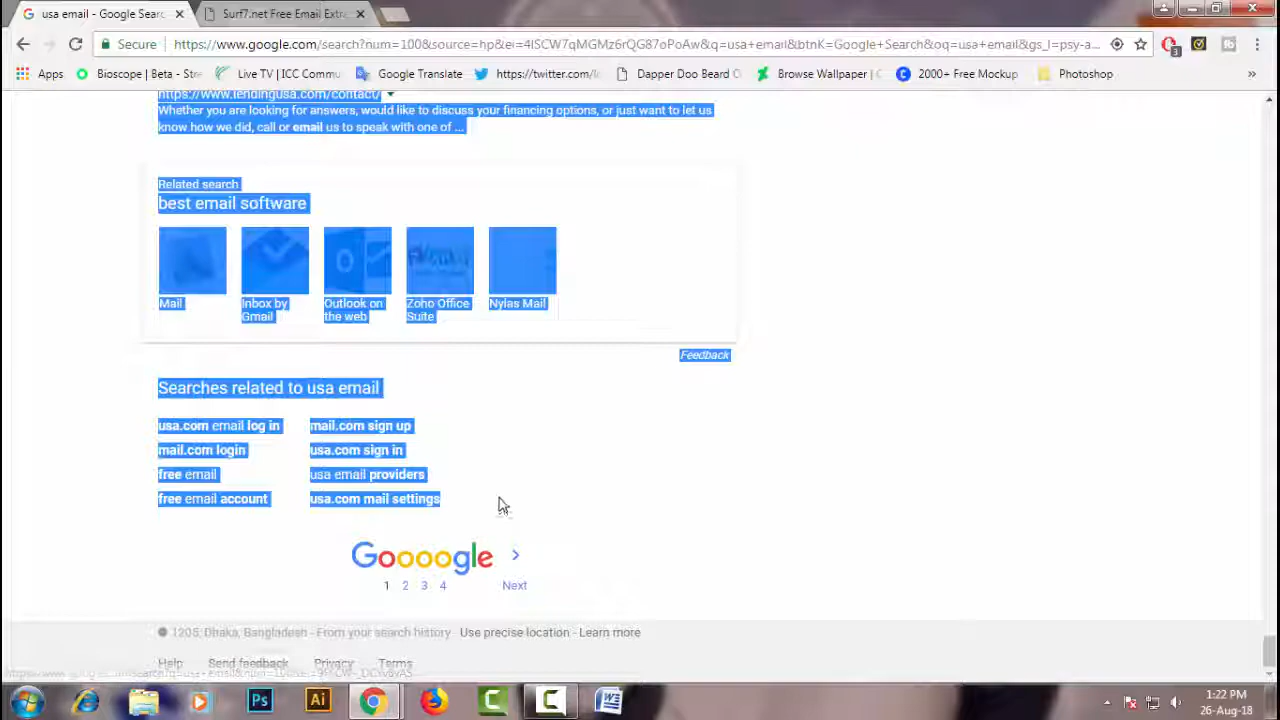 usa email - Google Searc
Surf7.net Free Email Extra
Secure
https://www.google.com/search?num=100&source=hp&ei=4ISCW7qMGMz6rQG87oPoAw&q=usa+email&btnK=Google+Search&oq=usa+email&gs_l=psy-a...
3
Apps
Bioscope | Beta - Stre
Live TV | ICC Commu
Google Translate
https://twitter.com/l
Dapper Doo Beard O
Browse Wallpaper | C
2000+ Free Mockup
Photoshop
»
https://www.lendingusa.com/contact/
Whether you are looking for answers, would like to discuss your financing options, or just want to let us
know how we did, call or email us to speak with one of ...
Related search
best email software
Mail
Inbox by
Gmail
Outlook on
the web
Zoho Office
Suite
Nylas Mail
Feedback
Searches related to usa email
usa.com email log in
mail.com sign up
mail.com login
usa.com sign in
free email
usa email providers
free email account
usa.com mail settings
Goooogle
1 2 3 4 Next
1205, Dhaka, Bangladesh - From your search history - Use precise location - Learn more
Help Send feedback Privacy Terms
Ps
Ai
1:22 PM
26-Aug-18